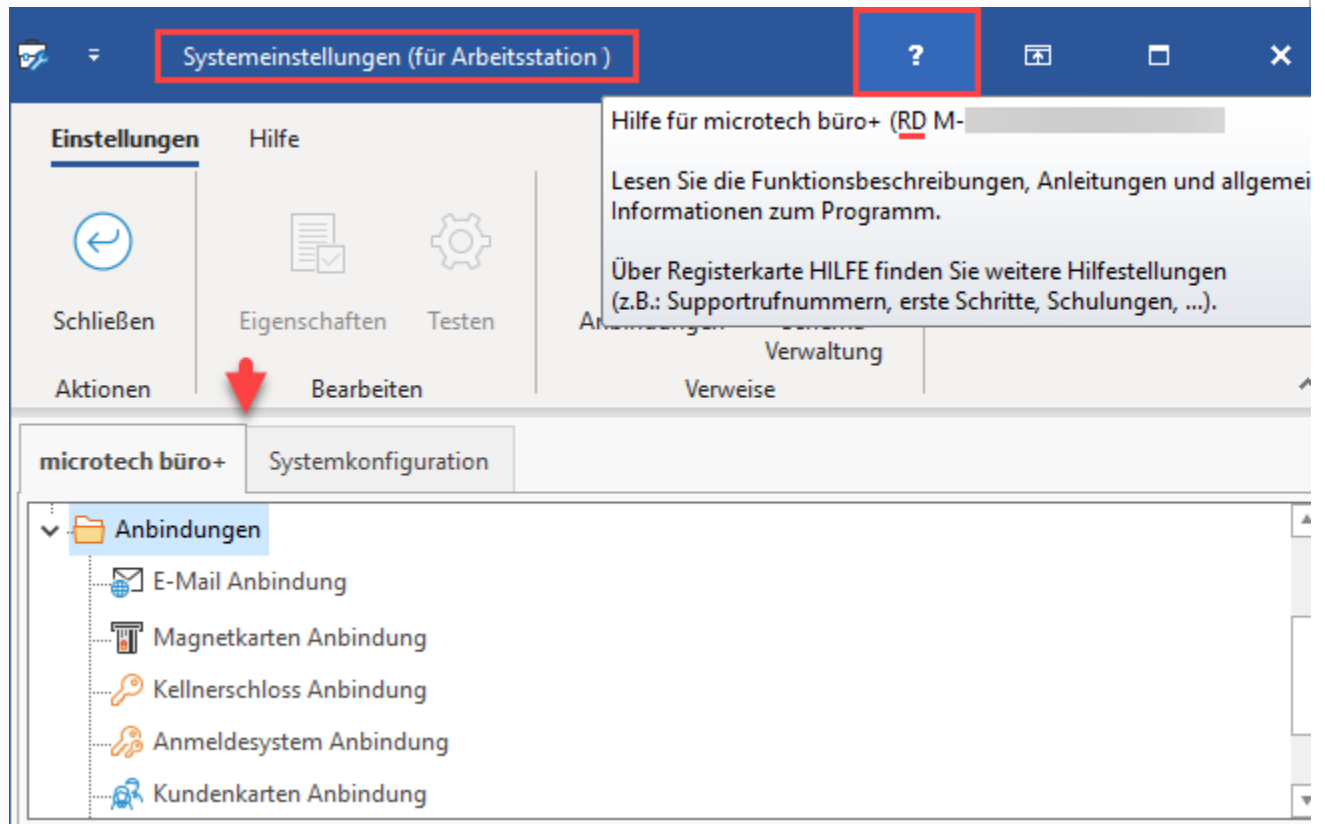 Systemeinstellungen (für Arbeitsstation )
?
Hilfe für microtech büro+ (RD M-
Lesen Sie die Funktionsbeschreibungen, Anleitungen und allgemei
Informationen zum Programm.
Über Registerkarte HILFE finden Sie weitere Hilfestellungen
(z.B.: Supportrufnummern, erste Schritte, Schulungen, ...).
Einstellungen Hilfe
Schließen Eigenschaften Testen
Verwaltung
Aktionen Bearbeiten Verweise
microtech büro+ Systemkonfiguration
Anbindungen
E-Mail Anbindung
Magnetkarten Anbindung
Kellnerschloss Anbindung
Anmeldesystem Anbindung
Kundenkarten Anbindung